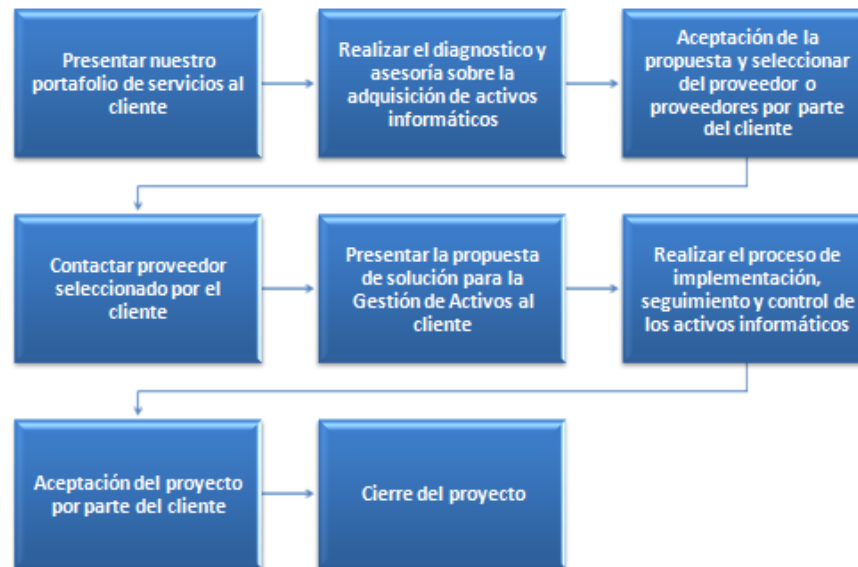 Presentar nuestro
portafolio de servicios al
cliente
Realizar el diagnostico y
asesoría sobre la
adquisición de activos
informáticos
Aceptación de la
propuesta y seleccionar
del proveedor o
proveedores por parte
del cliente
Contactar proveedor
seleccionado por el
cliente
Presentar la propuesta
de solución para la
Gestión de Activos al
cliente
Realizar el proceso de
implementación,
seguimiento y control de
los activos informáticos
Aceptación del proyecto
por parte del cliente
Cierre del proyecto